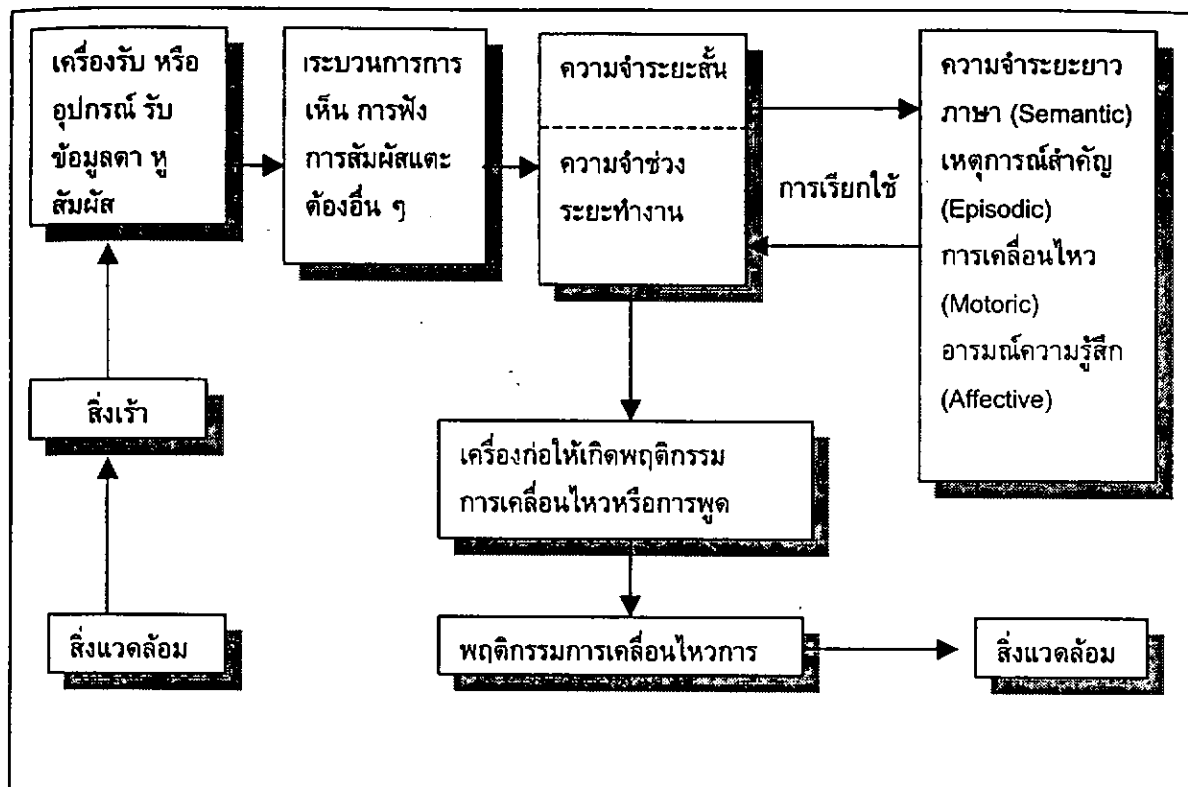 เครื่องรับ หรือ
อุปกรณ์ รับ
ข้อมูลตา หู
สัมผัส
เระบวนการการ
เห็น การฟัง
การสัมผัสแตะ
ต้องอื่น ๆ
ความจำระยะสั้น
ความจำช่วง
ระยะทำงาน
การเรียกใช้
ความจำระยะยาว
ภาษา (Semantic)
เหตุการณ์สำคัญ
(Episodic)
การเคลื่อนไหว
(Motoric)
อารมณ์ความรู้สึก
(Affective)
สิ่งเร้า
เครื่องก่อให้เกิดพฤติกรรม
การเคลื่อนไหวหรือการพูด
สิ่งแวดล้อม
พฤติกรรมการเคลื่อนไหวการ
สิ่งแวดล้อม